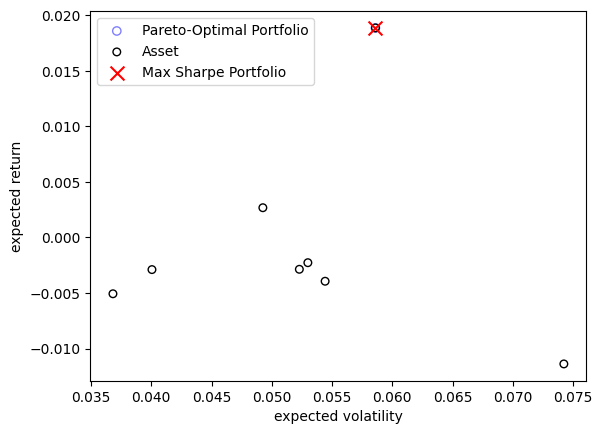 0.020
0.015
0.010
0.005
0.000
−0.005
−0.010
expected return
Pareto-Optimal Portfolio
Asset
Max Sharpe Portfolio
0.035 0.040 0.045 0.050 0.055 0.060 0.065 0.070 0.075
expected volatility